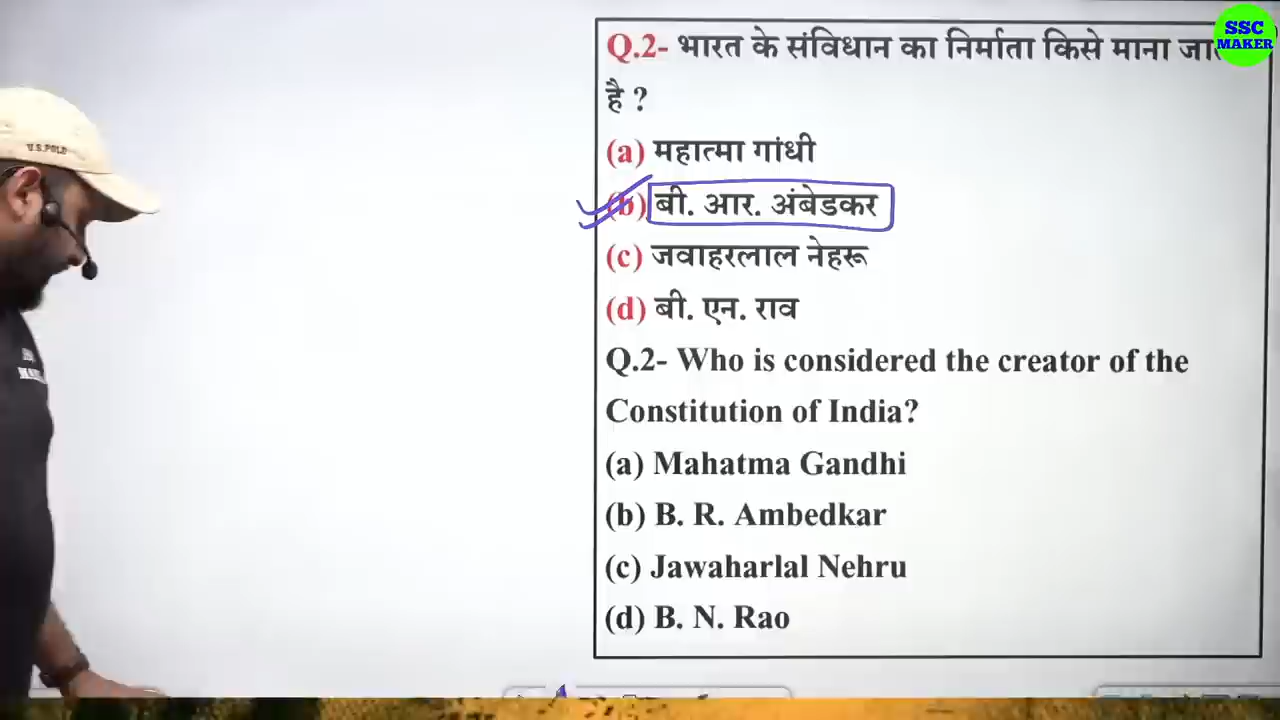 SSC
MAKER
U.S.POLO
Q.2- भारत के संविधान का निर्माता किसे माना
है ?
(a) महात्मा गांधी
(b) बी. आर. अंबेडकर
(c) जवाहरलाल नेहरू
(d) बी. एन. राव
Q.2- Who is considered the creator of the
Constitution of India?
(a) Mahatma Gandhi
(b) B. R. Ambedkar
(c) Jawaharlal Nehru
(d) B. N. Rao